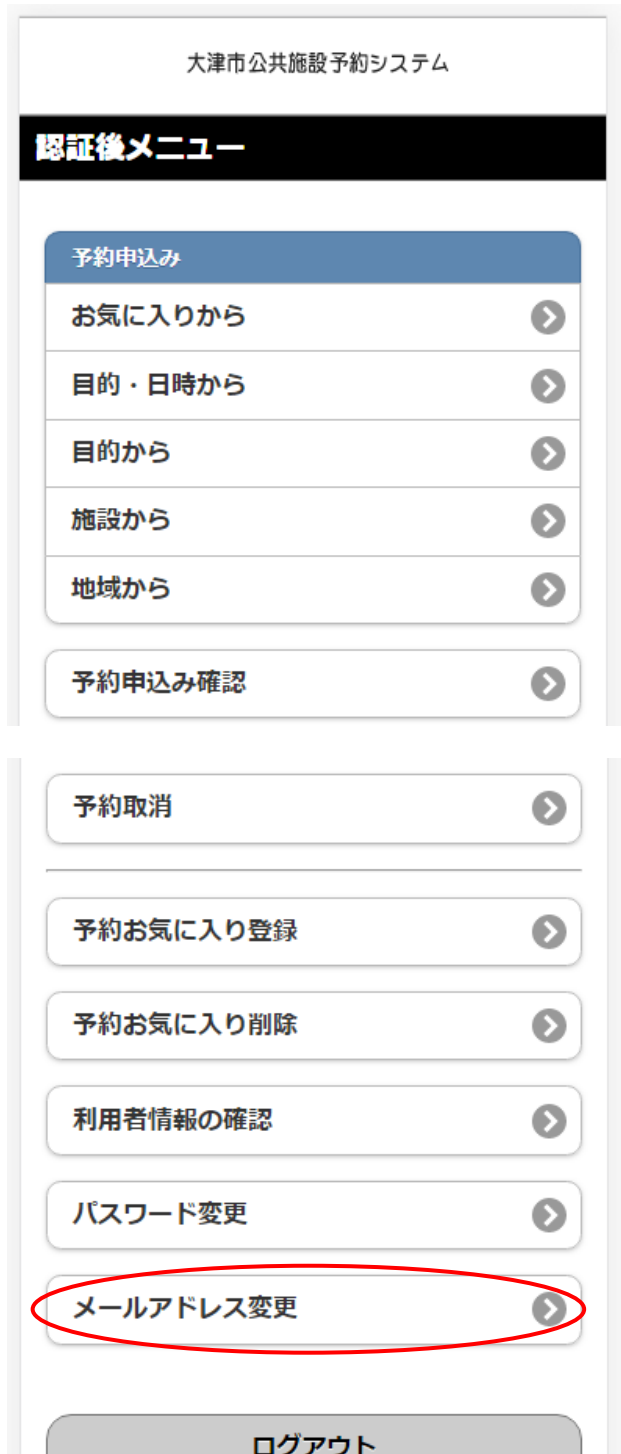 大津市公共施設予約システム
認証後メニュー
予約申込み
お気に入りから
目的・日時から
目的から
施設から
地域から
予約申込み確認
予約取消
予約お気に入り登録
予約お気に入り削除
利用者情報の確認
パスワード変更
メールアドレス変更
ログアウト